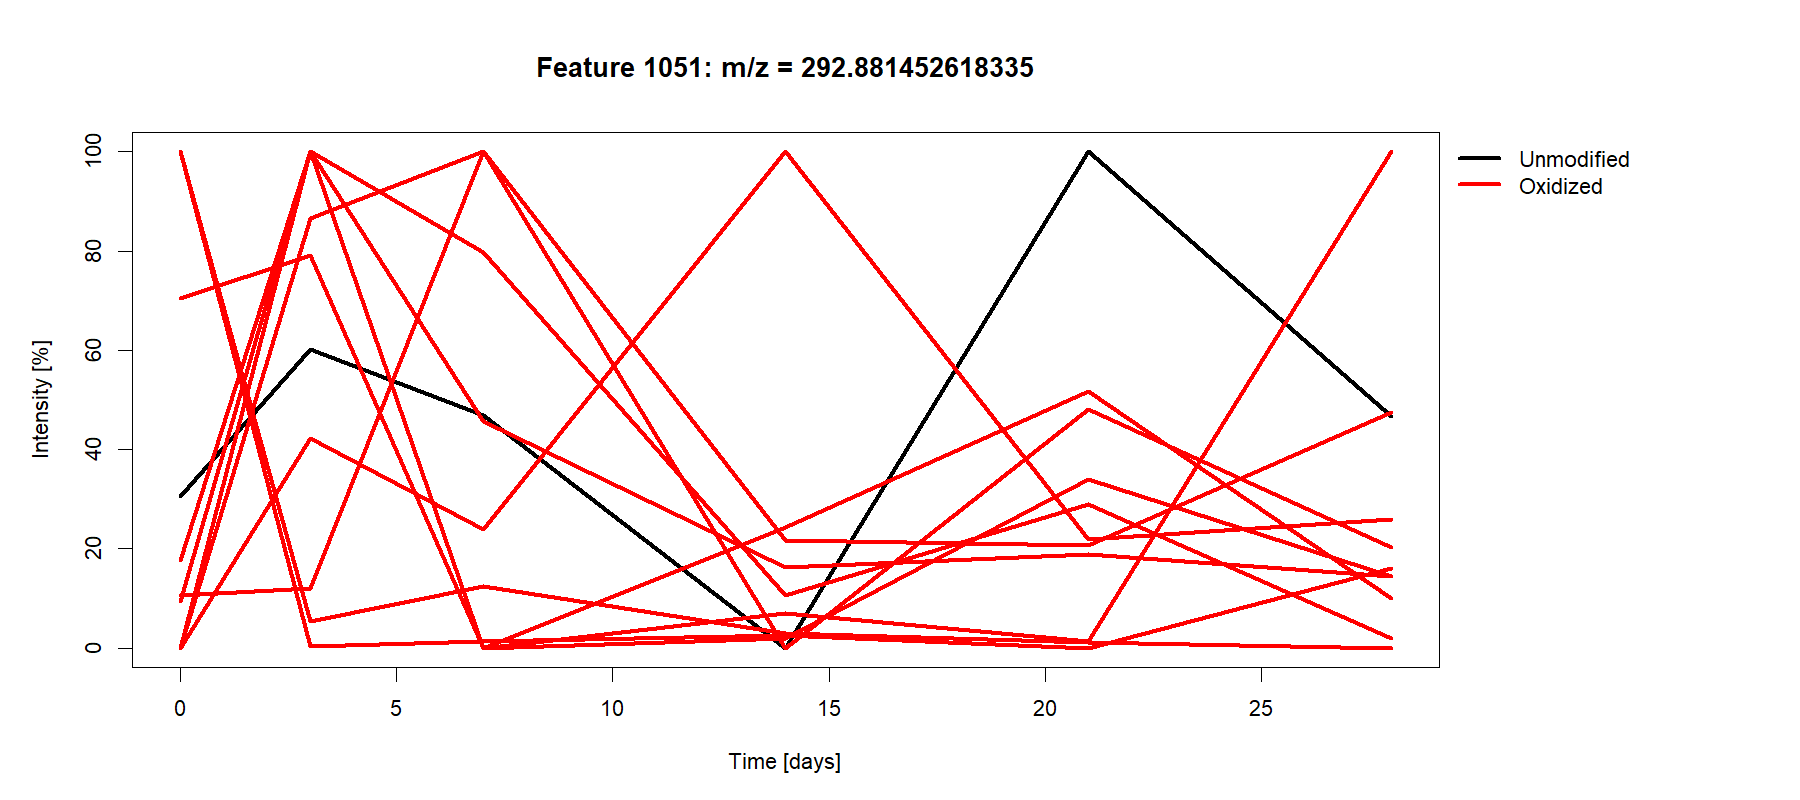 Feature 1051: m/z = 292.881452618335
Unmodified
Oxidized
Intensity [%]
100
80
60
40
20
0
0 5 10 15 20 25
Time [days]